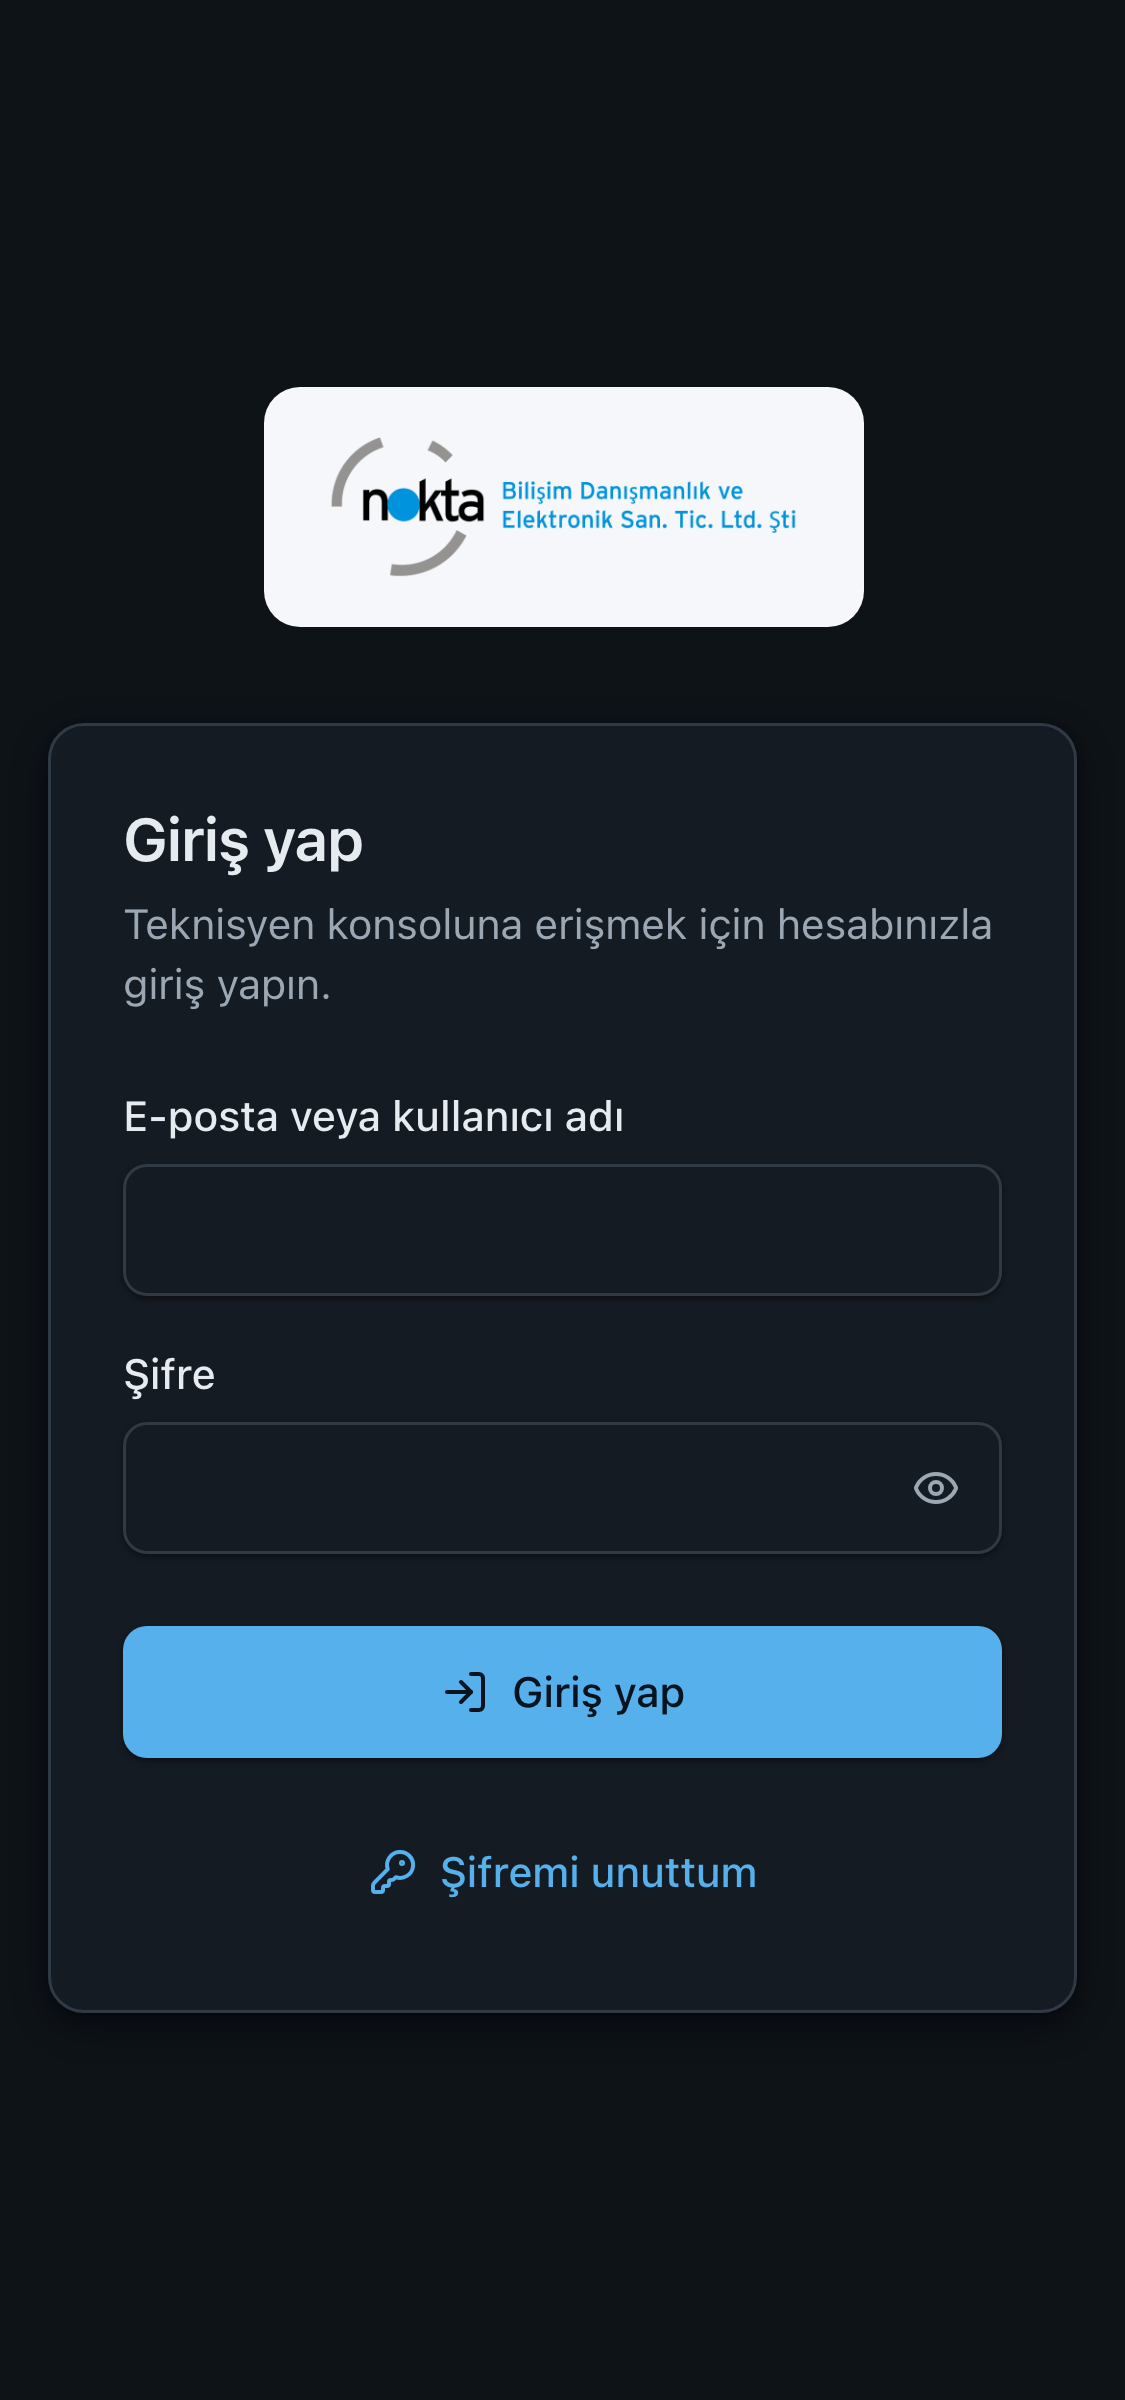 nokta
Bilişim Danışmanlık ve
Elektronik San. Tic. Ltd. Şti
Giriş yap
Teknisyen konsoluna erişmek için hesabınızla
giriş yapın.
E-posta veya kullanıcı adı
Şifre
Giriş yap
Şifremi unuttum